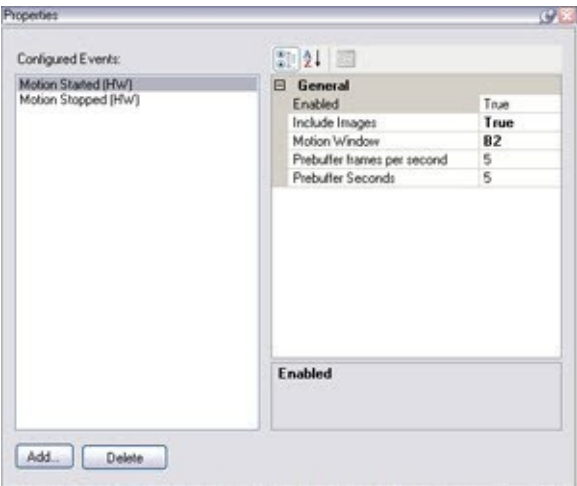 Properties
Configured Events:
Motion Started (HW)
Motion Stopped (HW)
General
Enabled True
Include Images True
Motion Window B2
Prebuffer frames per second 5
Prebuffer Seconds 5
Enabled
Add...
Delete